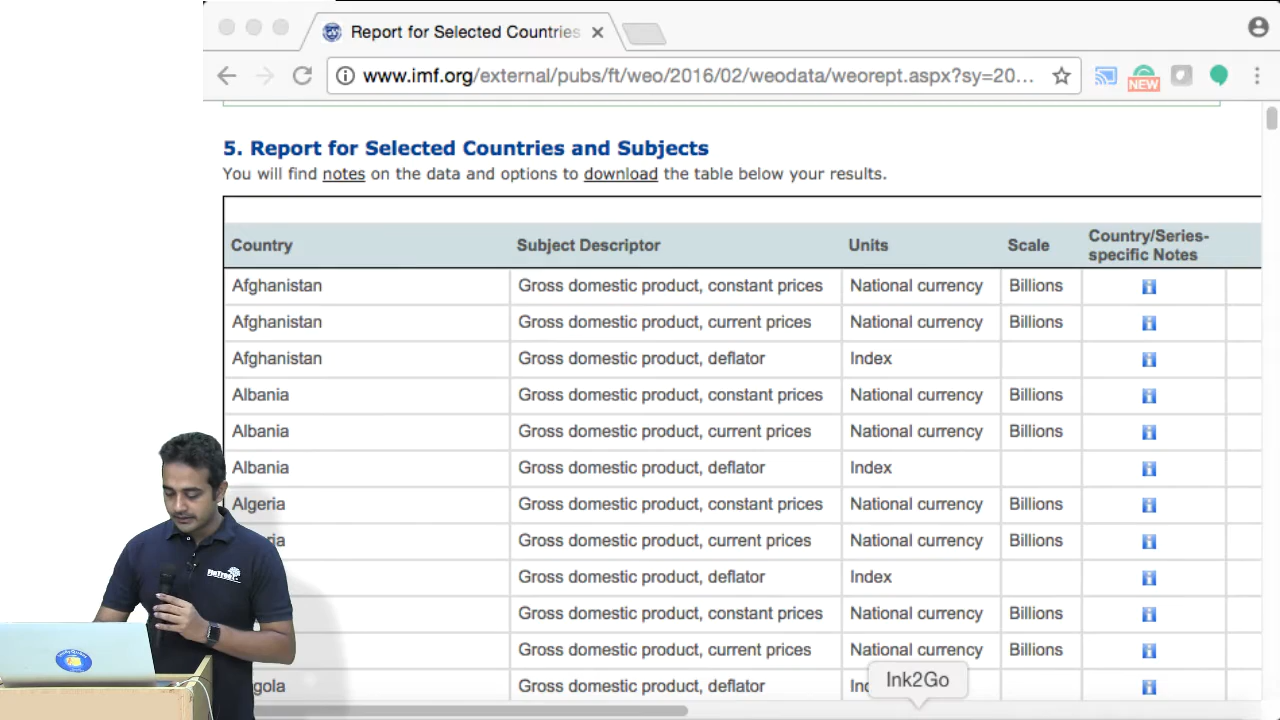 Report for Selected Countries
www.imf.org/external/pubs/ft/weo/2016/02/weodata/weorept.aspx?sy=20...
NEW
5. Report for Selected Countries and Subjects
You will find notes on the data and options to download the table below your results.
Country Subject Descriptor Units Scale Country/Series-
specific Notes
Afghanistan Gross domestic product, constant prices National currency Billions
Afghanistan Gross domestic product, current prices National currency Billions
Afghanistan Gross domestic product, deflator Index
Albania Gross domestic product, constant prices National currency Billions
Albania Gross domestic product, current prices National currency Billions
Albania Gross domestic product, deflator Index
Algeria Gross domestic product, constant prices National currency Billions
ria Gross domestic product, current prices National currency Billions
Gross domestic product, deflator Index
Gross domestic product, constant prices National currency Billions
Gross domestic product, current prices National currency Billions
gola Gross domestic product, deflator Ind
Ink2Go
FinTree